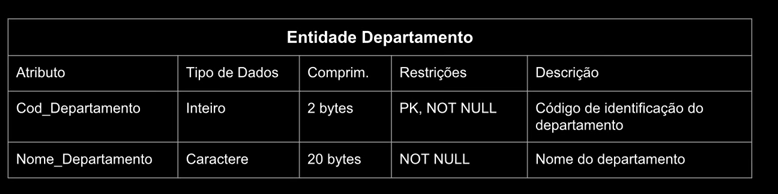 Entidade Departamento
Atributo Tipo de Dados Comprim. Restrições Descrição
Cod_Departamento Inteiro 2 bytes PK, NOT NULL Código de identificação do
departamento
Nome_Departamento Caractere 20 bytes NOT NULL Nome do departamento